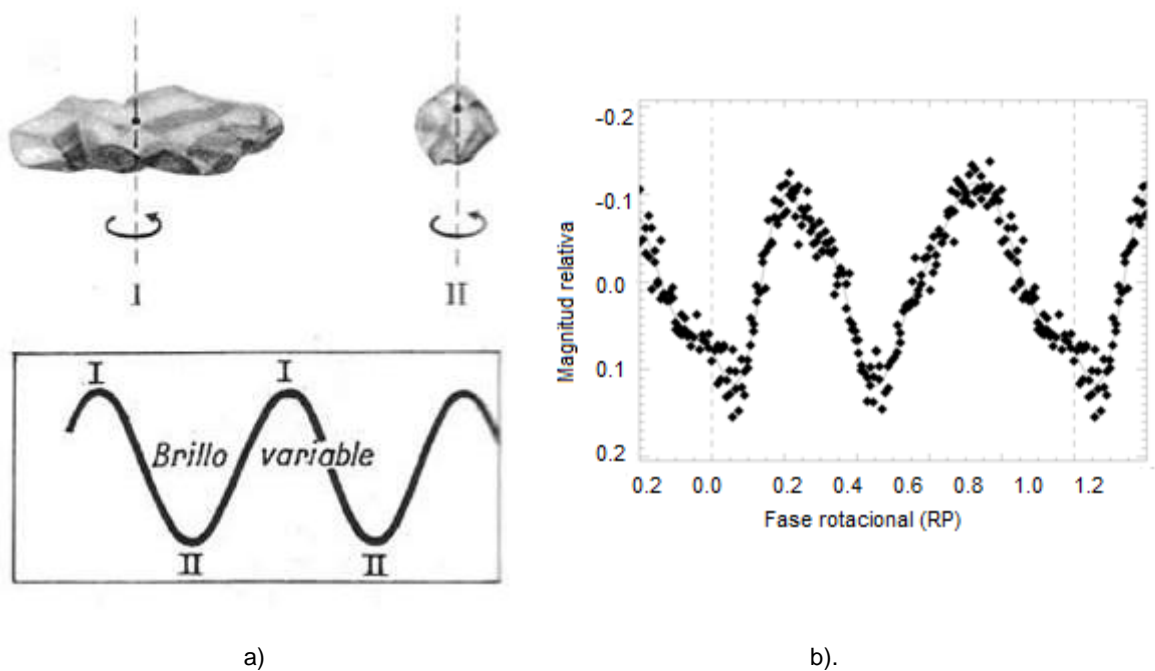 I
II
I
I
Brillo variable
II
II
a)
-0.2
-0.1
0.0
0.1
0.2
Magnitud relativa
0.2 0.0 0.2 0.4 0.6 0.8 1.0 1.2
Fase rotacional (RP)
b).